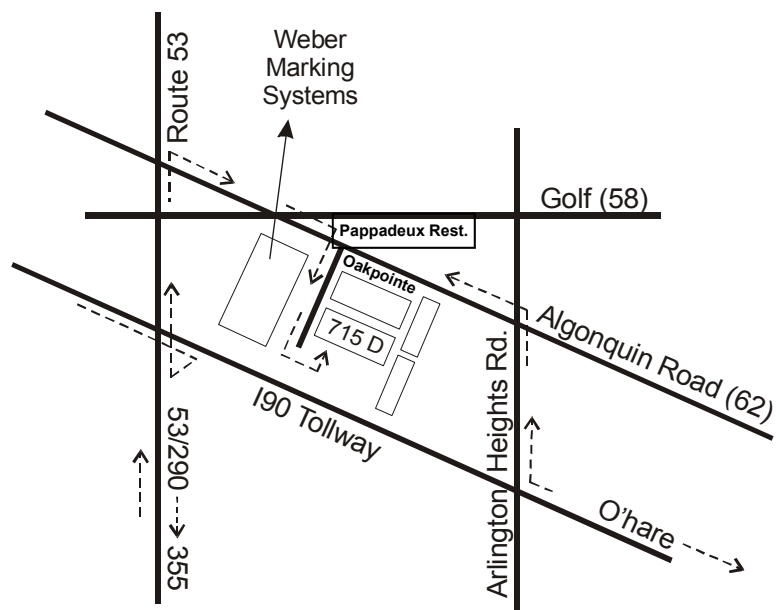 Weber
Marking
Systems
Route 53
Golf (58)
Pappadeux Rest.
Oakpointe
715 D
Algonquin Road (62)
I90 Tollway
Arlington Heights Rd.
53/290
355
O'hare